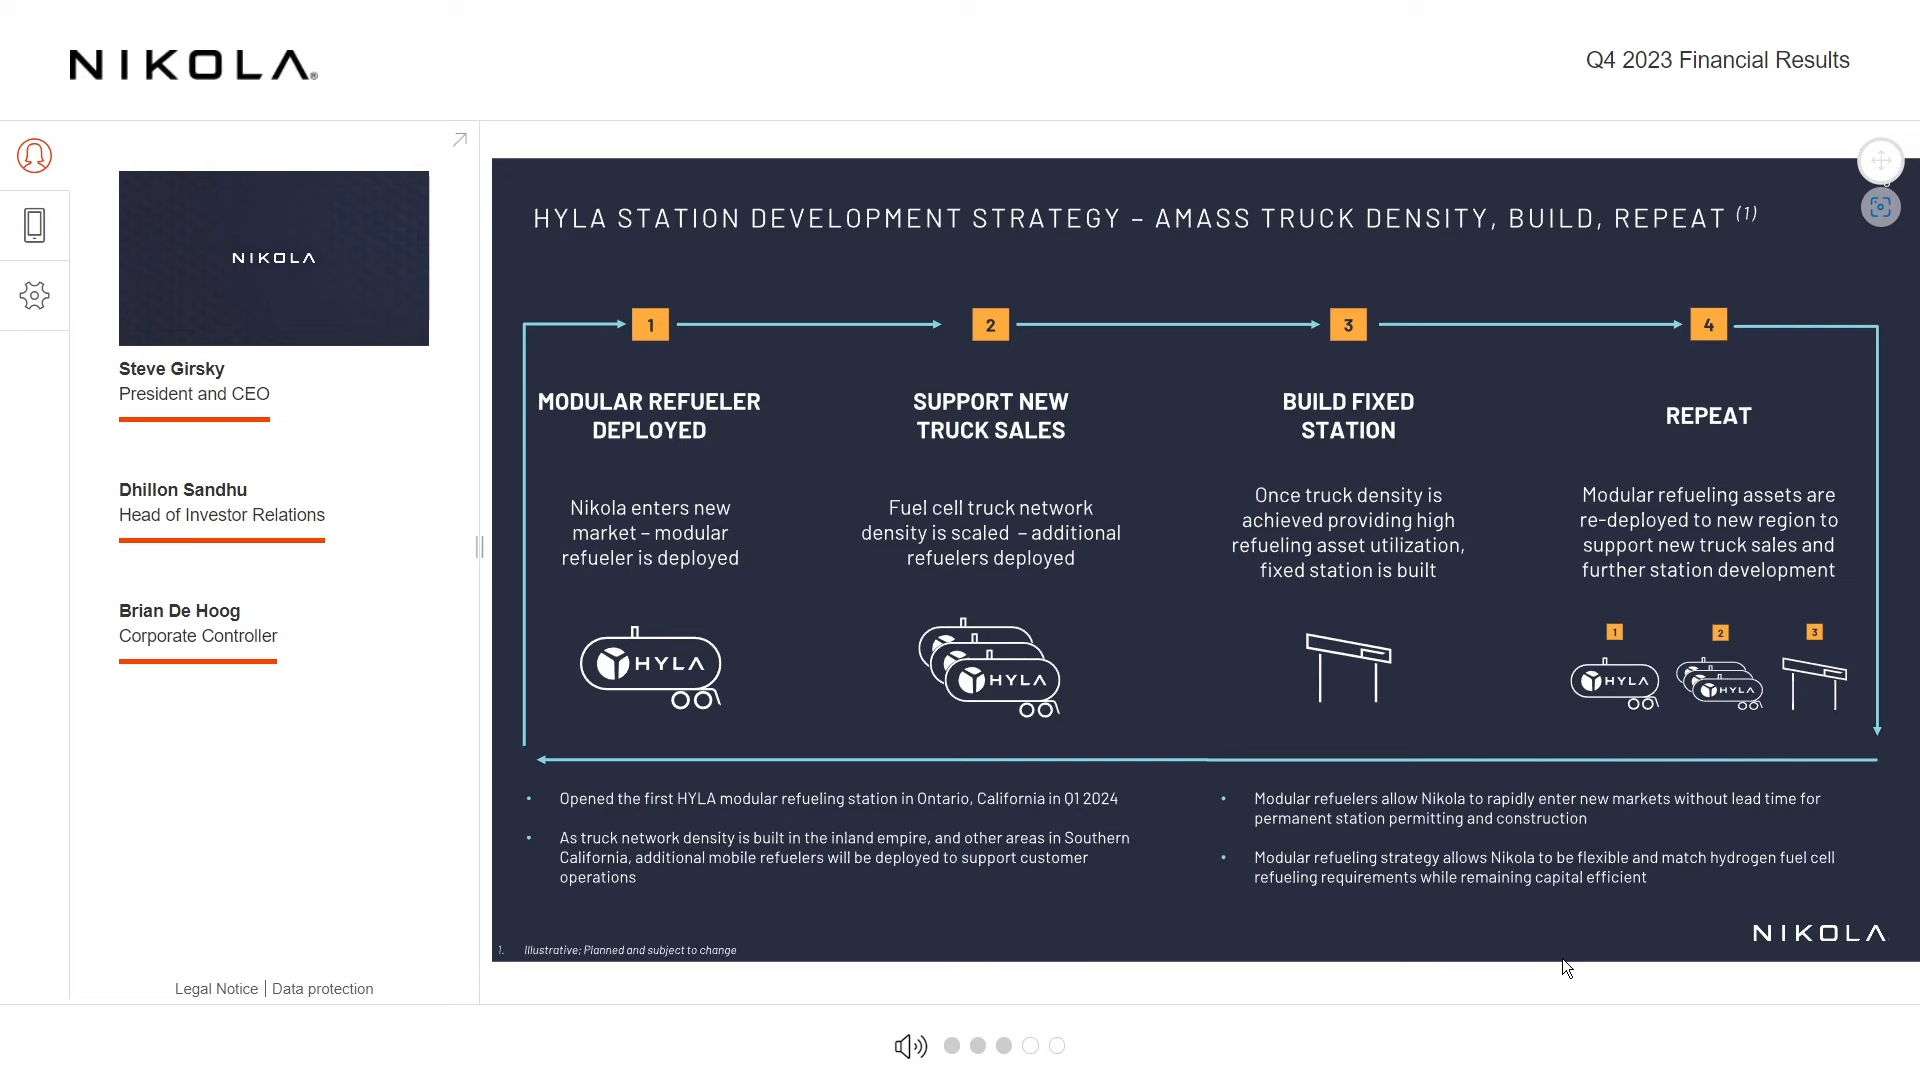 NIKOLA®
Q4 2023 Financial Results
NIKOLA
Steve Girsky
President and CEO
Dhillon Sandhu
Head of Investor Relations
Brian De Hoog
Corporate Controller
Legal Notice | Data protection
HYLA STATION DEVELOPMENT STRATEGY – AMASS TRUCK DENSITY, BUILD, REPEAT (1)
1
2
3
4
MODULAR REFUELER
DEPLOYED
Nikola enters new
market – modular
refueler is deployed
HYLA
SUPPORT NEW
TRUCK SALES
Fuel cell truck network
density is scaled – additional
refuelers deployed
HYLA
BUILD FIXED
STATION
Once truck density is
achieved providing high
refueling asset utilization,
fixed station is built
REPEAT
Modular refueling assets are
re-deployed to new region to
support new truck sales and
further station development
1
2
3
HYLA
HYLA
• Opened the first HYLA modular refueling station in Ontario, California in Q1 2024
• As truck network density is built in the inland empire, and other areas in Southern
California, additional mobile refuelers will be deployed to support customer
operations
• Modular refuelers allow Nikola to rapidly enter new markets without lead time for
permanent station permitting and construction
• Modular refueling strategy allows Nikola to be flexible and match hydrogen fuel cell
refueling requirements while remaining capital efficient
NIKOLA
1. Illustrative; Planned and subject to change